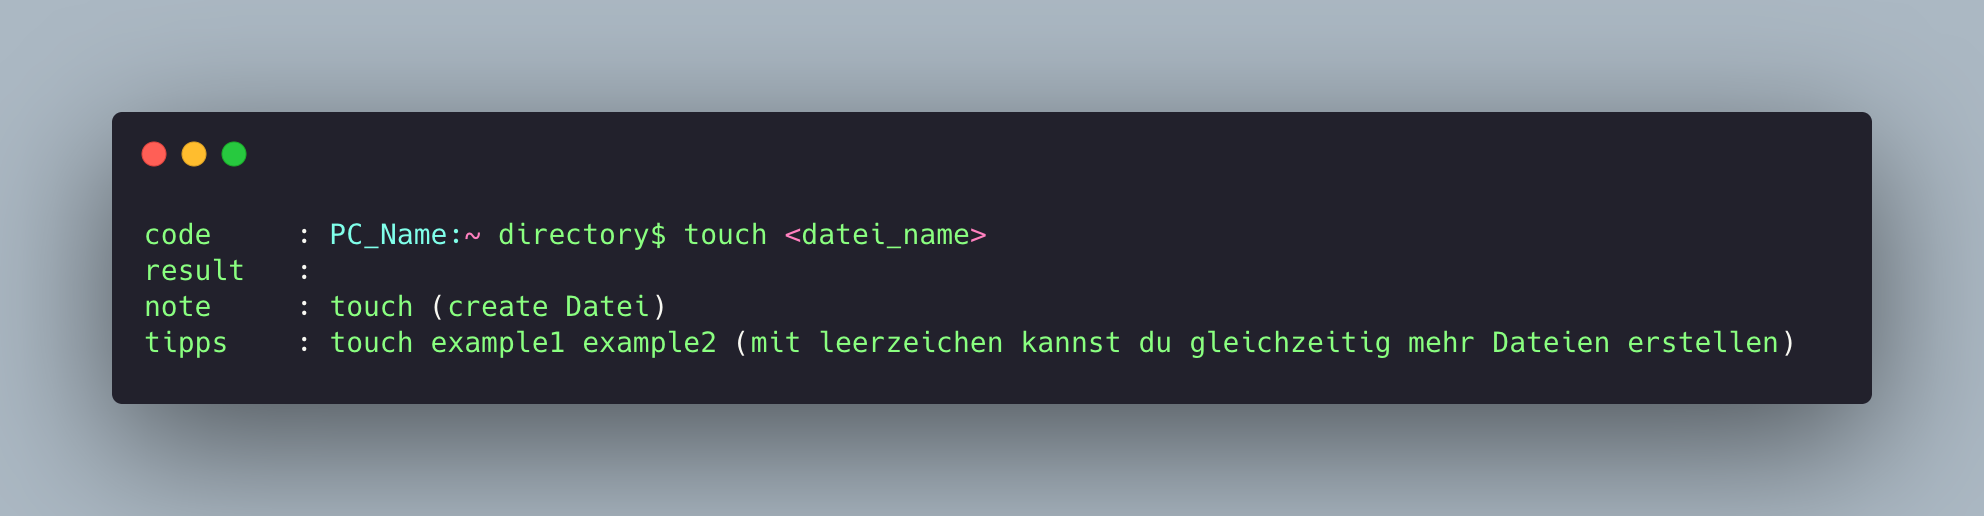 code     : PC_Name:~ directory$ touch <datei_name>
result   :
note     : touch (create Datei)
tipps    : touch example1 example2 (mit leerzeichen kannst du gleichzeitig mehr Dateien erstellen)